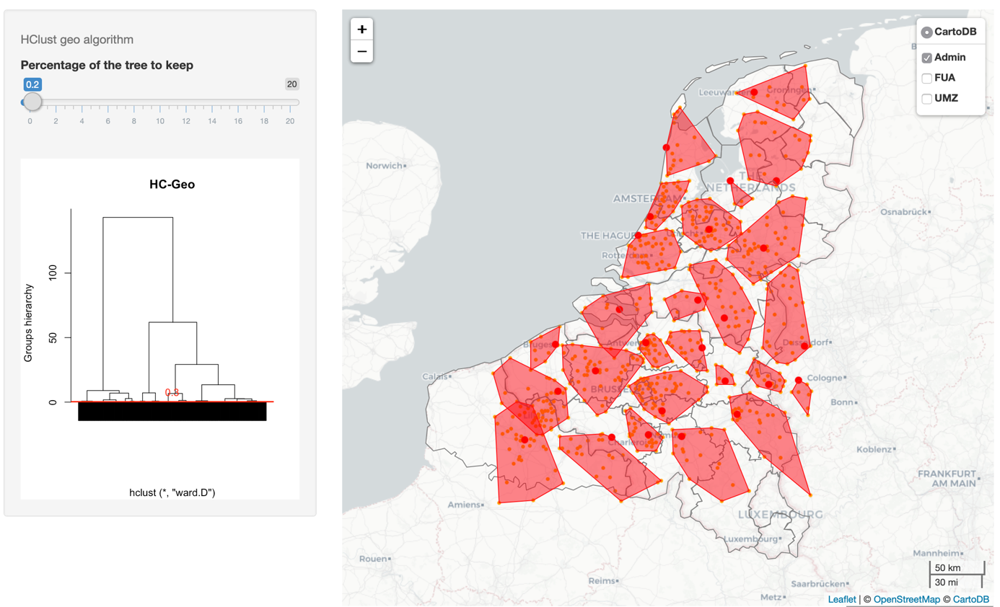 HClust geo algorithm
Percentage of the tree to keep
0.2
20
0 2 4 6 8 10 12 14 16 18 20
HC-Geo
Groups hierarchy
100
50
0
0.3
hclust (*, "ward.D")
+
−
CartoDB
Admin
FUA
UMZ
Leeuwarden
Groningen
Norwich
THE
NETHERLANDS
AMSTERDAM
Osnabrück
THE HAGUE
Utrecht
Rotterdam
Bruges
Antwerp
Dusseldorf
Calais
Cologne
BRUSSELS
Bonn
Lille
Namur
Charleroi
Koblenz
FRANKFURT
AM MAIN
Amiens
LUXEMBOURG
Luxembourg
Rouen
Mannheim
50 km
30 mi
Reims
Saarbrücken
Metz
Leaflet | © OpenStreetMap © CartoDB